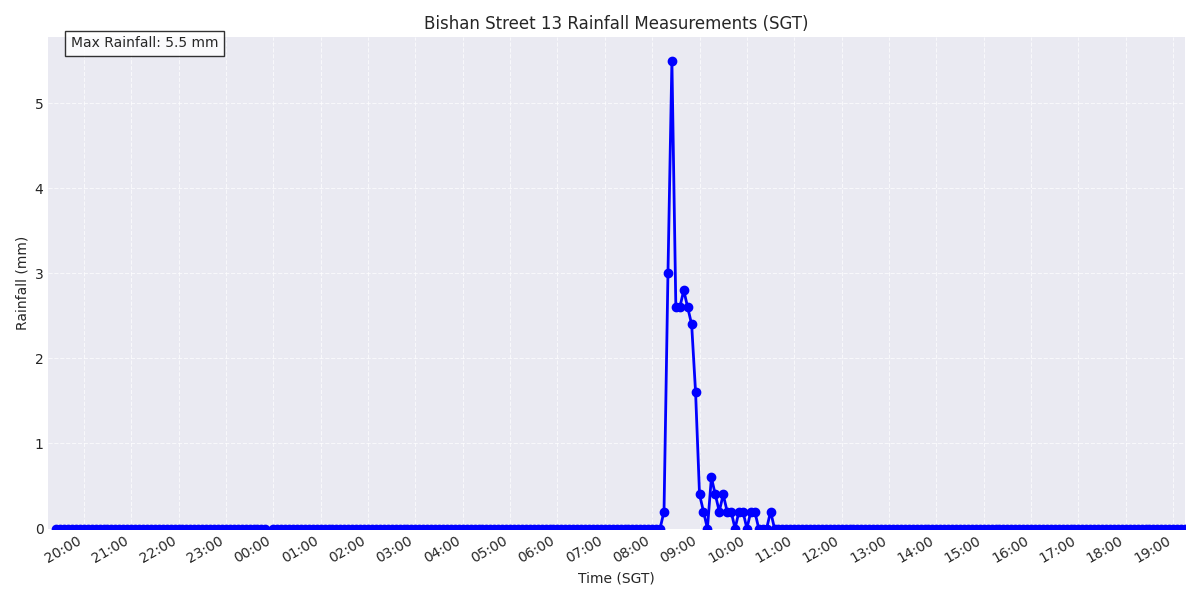 Bishan Street 13 Rainfall Measurements (SGT)
Max Rainfall: 5.5 mm
Rainfall (mm)
5
4
3
2
1
0
20:00 21:00 22:00 23:00 00:00 01:00 02:00 03:00 04:00 05:00 06:00 07:00 08:00 09:00 10:00 11:00 12:00 13:00 14:00 15:00 16:00 17:00 18:00 19:00
Time (SGT)